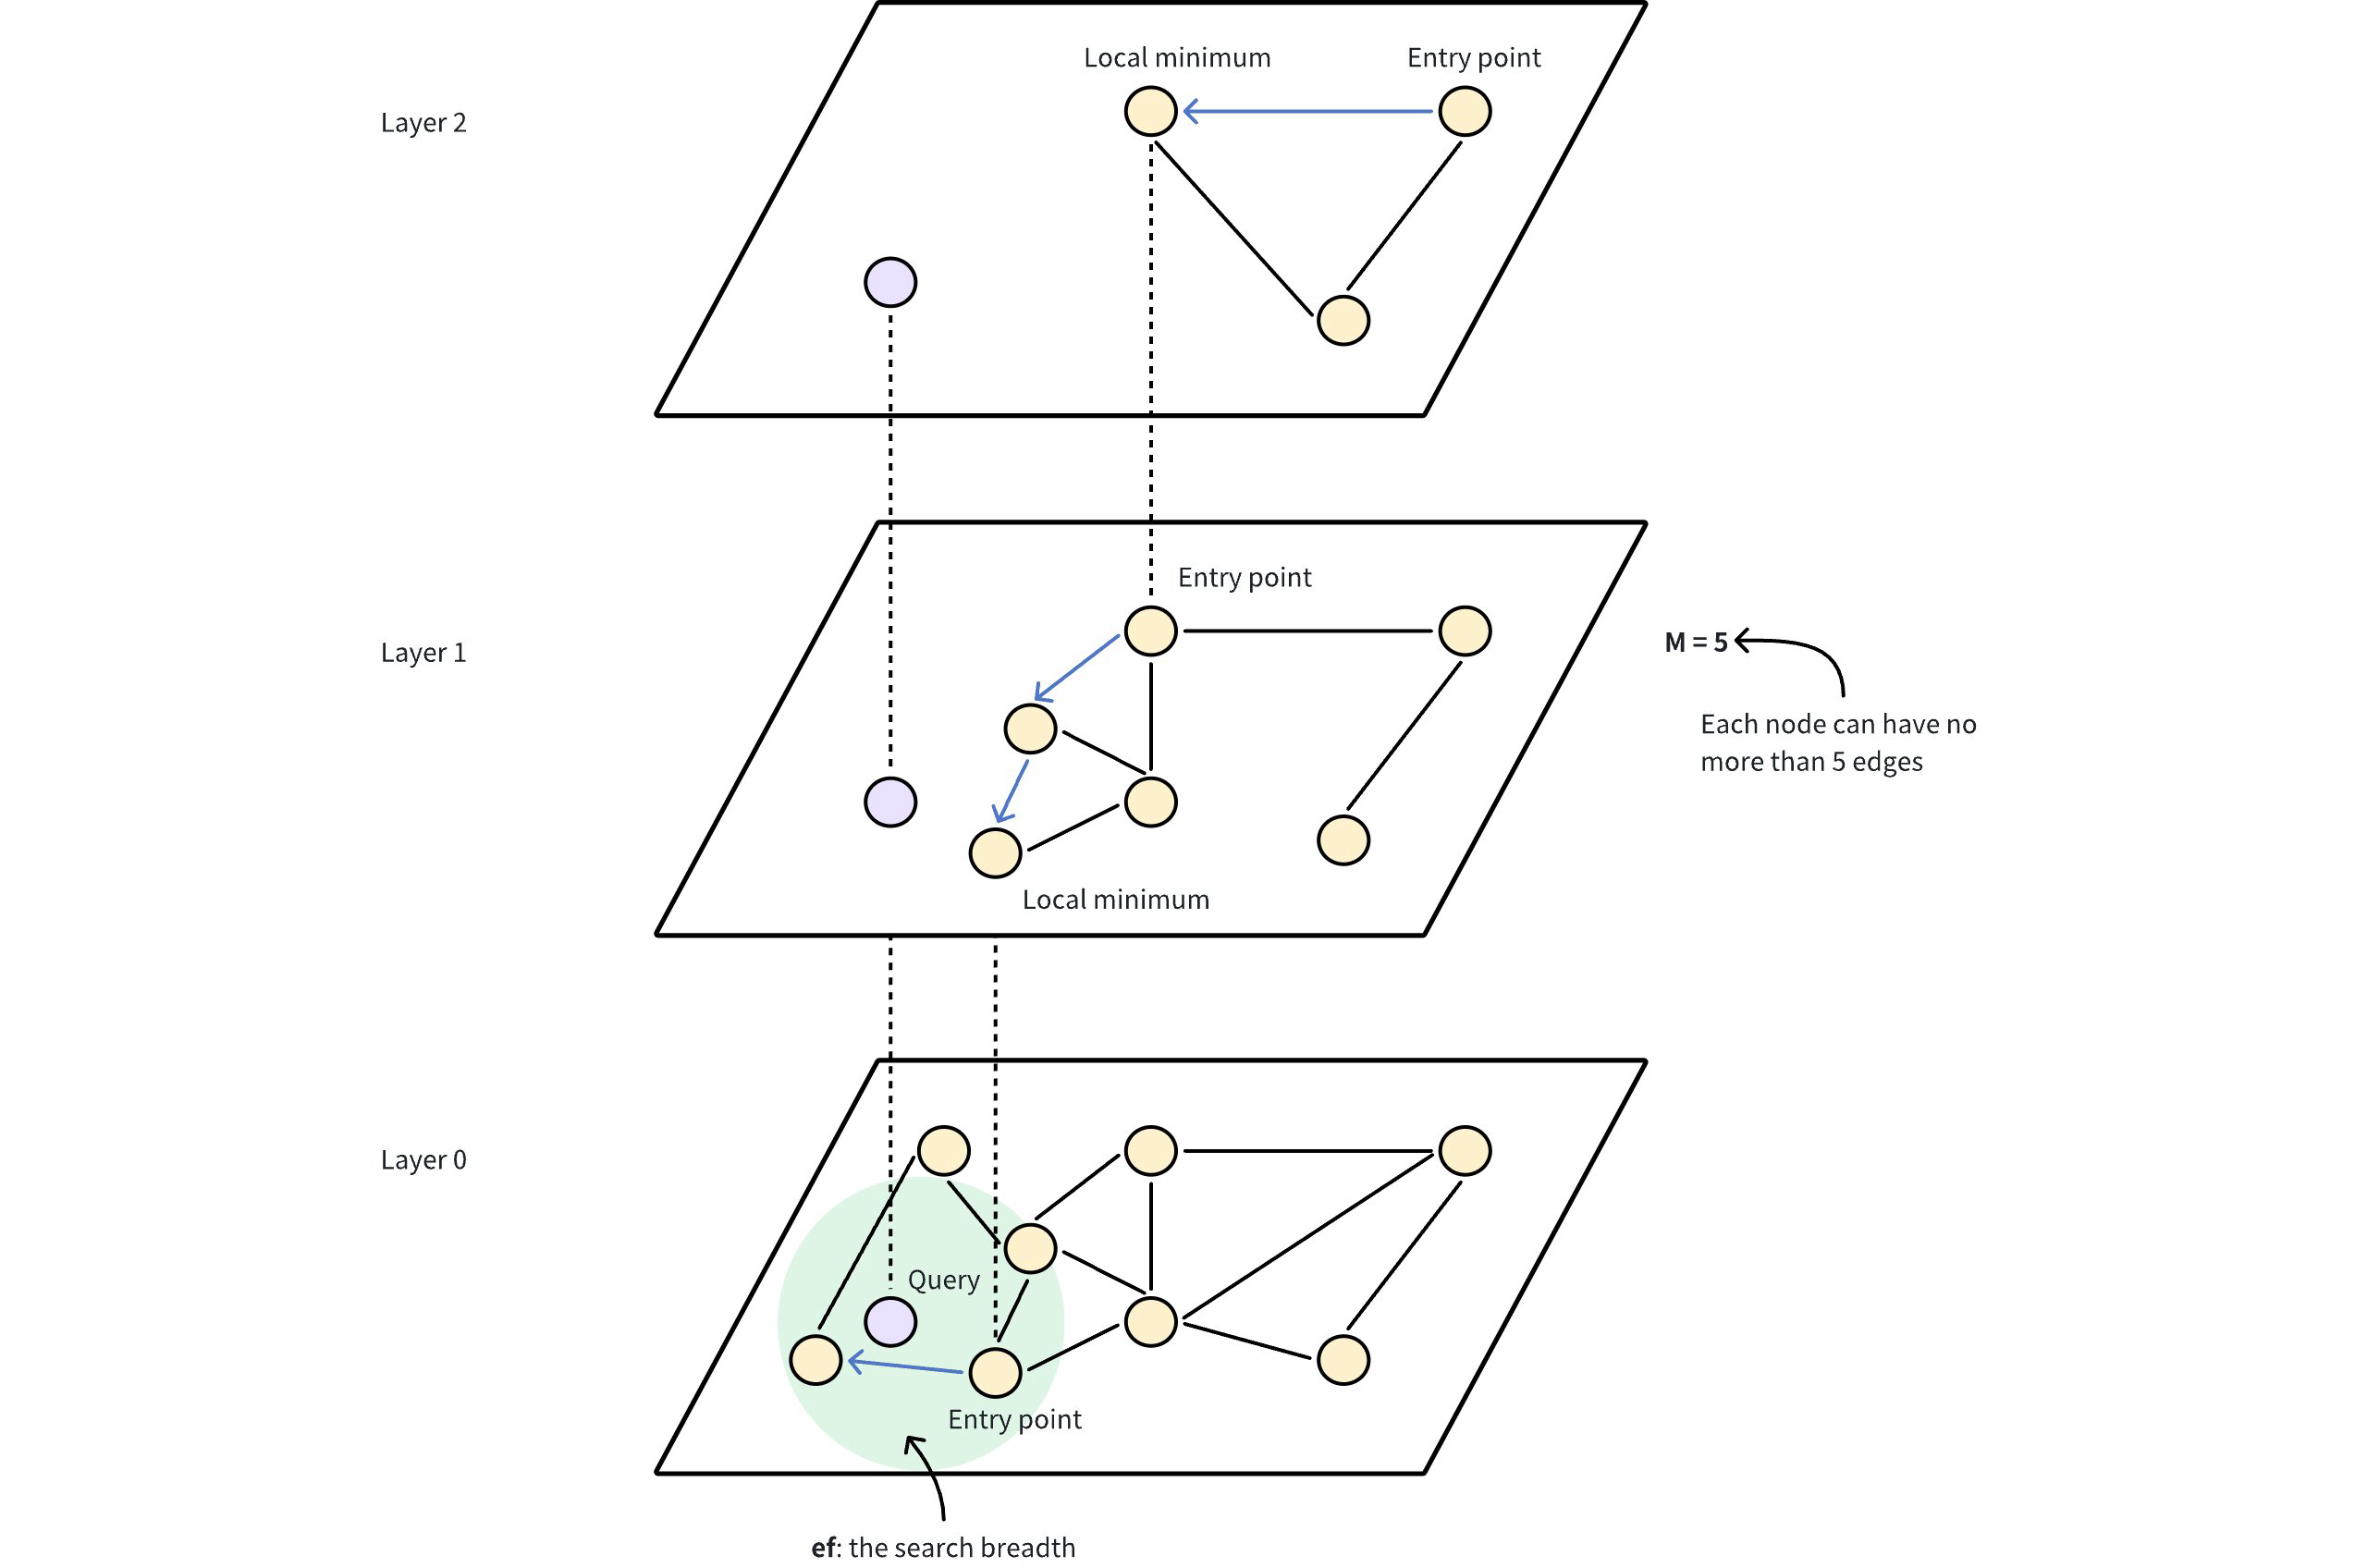 Local minimum
Entry point
Layer 2
Entry point
Layer 1
M = 5
Each node can have no
more than 5 edges
Local minimum
Layer 0
Query
Entry point
ef: the search breadth